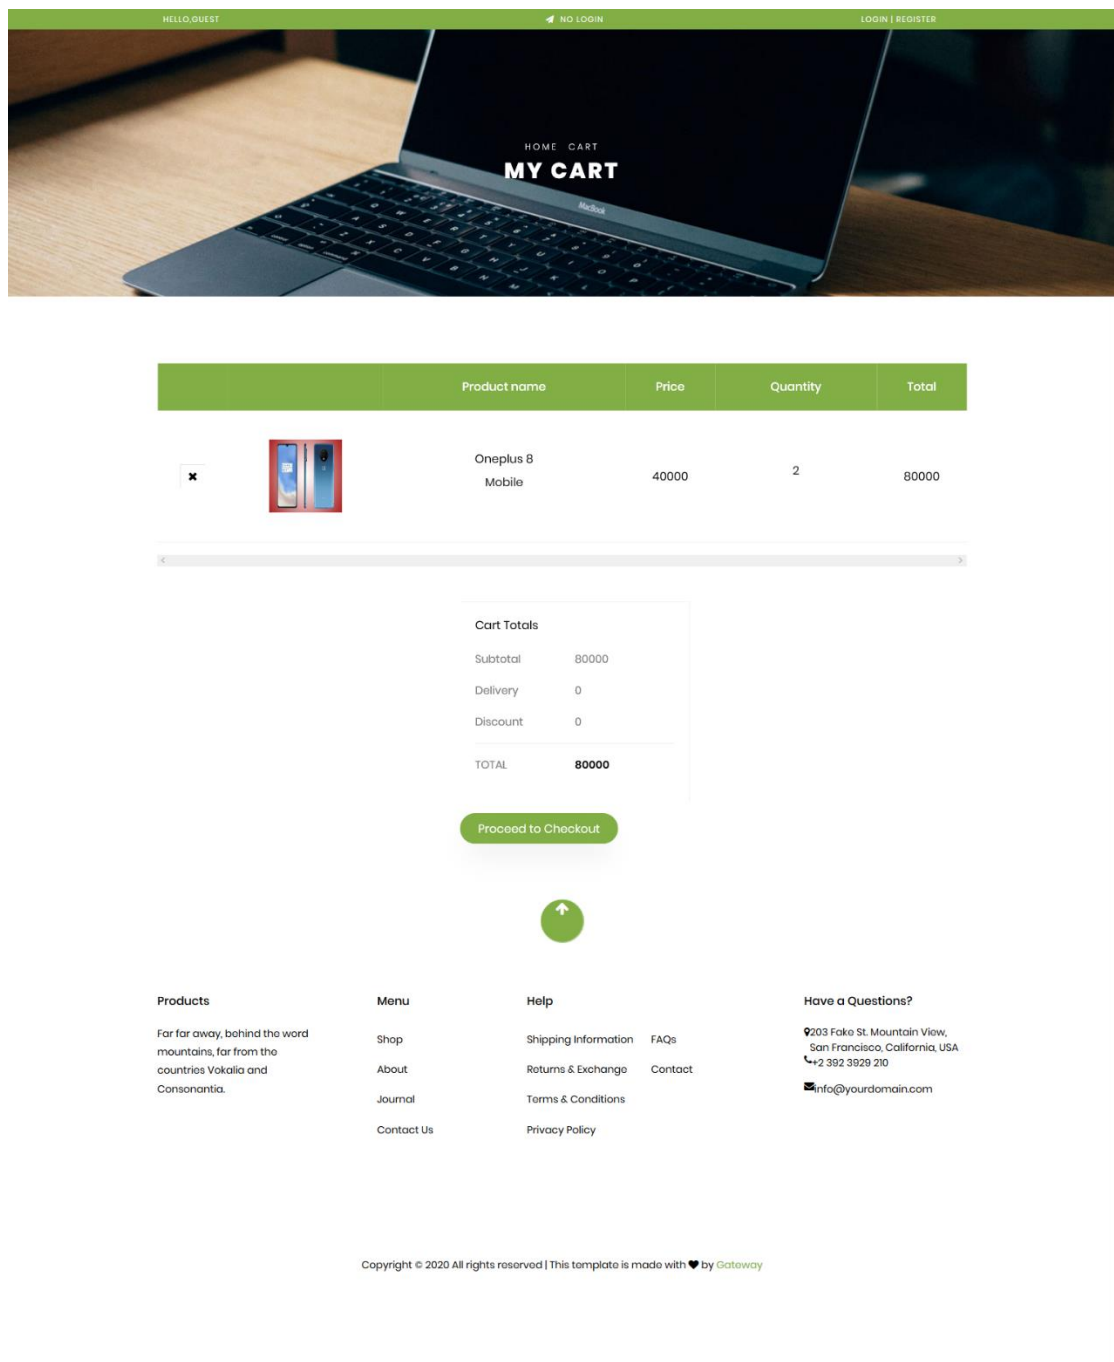 HELLO,GUEST
NO LOGIN
LOGIN | REGISTER
HOME CART
MY CART
MacBook
Product name Price Quantity Total
Oneplus 8
Mobile
40000
2
80000
Cart Totals
Subtotal 80000
Delivery 0
Discount 0
TOTAL 80000
Proceed to Checkout
Products
Far far away, behind the word
mountains, far from the
countries Vokalia and
Consonantia.
Menu
Shop
About
Journal
Contact Us
Help
Shipping Information
Returns & Exchange
Terms & Conditions
Privacy Policy
FAQs
Contact
Have a Questions?
203 Fake St. Mountain View,
San Francisco, California, USA
+2 392 3929 210
info@yourdomain.com
Copyright © 2020 All rights reserved | This template is made with ♥ by Gateway